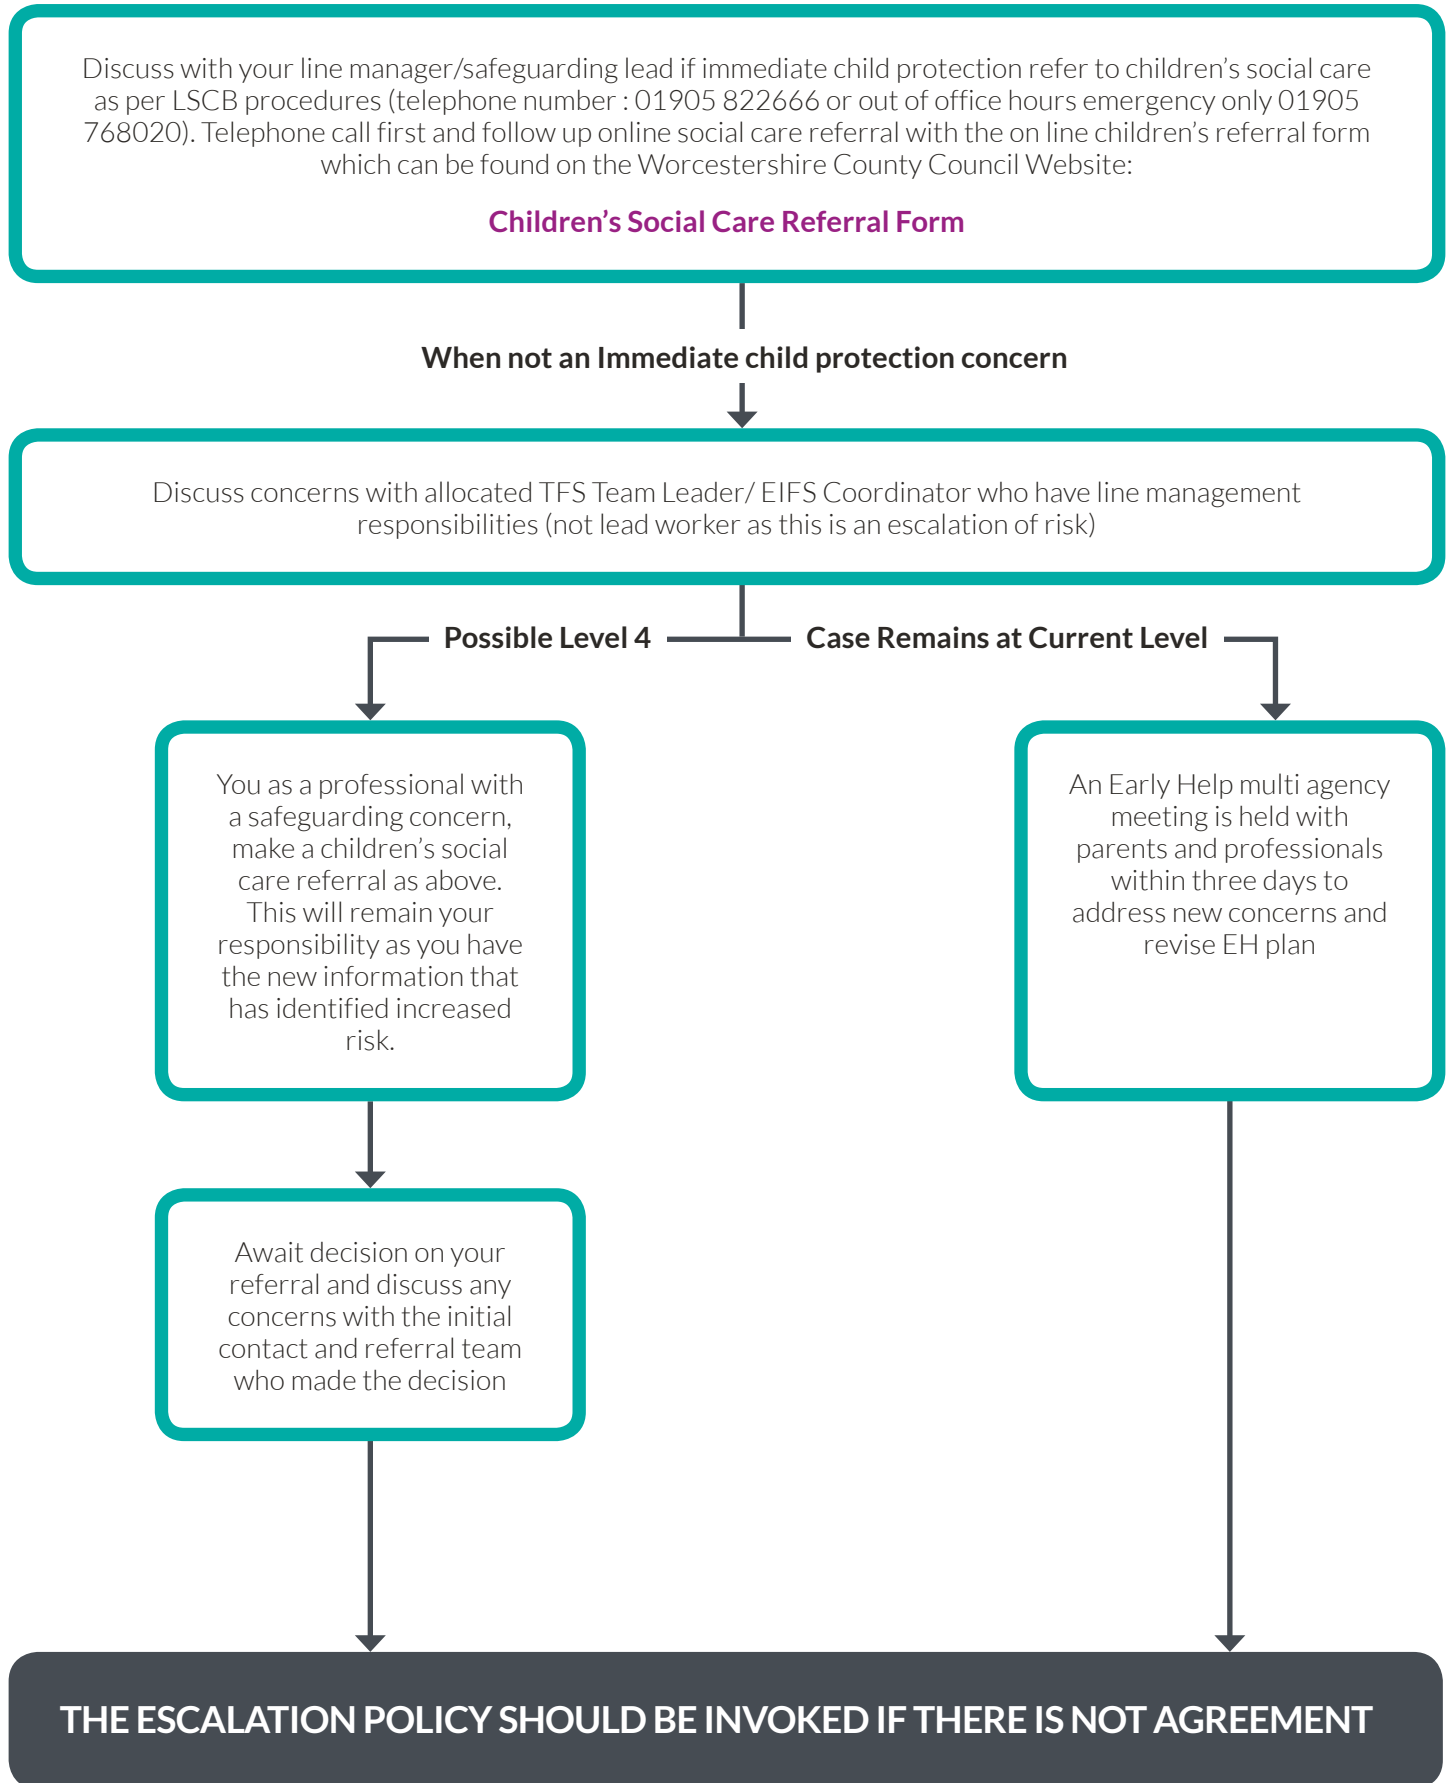 Discuss with your line manager/safeguarding lead if immediate child protection refer to children’s social care
as per LSCB procedures (telephone number : 01905 822666 or out of office hours emergency only 01905
768020). Telephone call first and follow up online social care referral with the on line children’s referral form
which can be found on the Worcestershire County Council Website:
Children’s Social Care Referral Form
When not an Immediate child protection concern
Discuss concerns with allocated TFS Team Leader/ EIFS Coordinator who have line management
responsibilities (not lead worker as this is an escalation of risk)
Possible Level 4
Case Remains at Current Level
You as a professional with
a safeguarding concern,
make a children’s social
care referral as above.
This will remain your
responsibility as you have
the new information that
has identified increased
risk.
An Early Help multi agency
meeting is held with
parents and professionals
within three days to
address new concerns and
revise EH plan
Await decision on your
referral and discuss any
concerns with the initial
contact and referral team
who made the decision
THE ESCALATION POLICY SHOULD BE INVOKED IF THERE IS NOT AGREEMENT